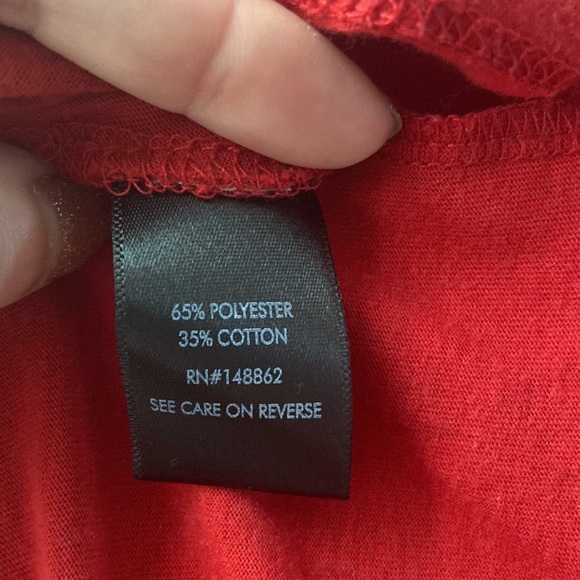 65% POLYESTER
35% COTTON
RN#148862
SEE CARE ON REVERSE